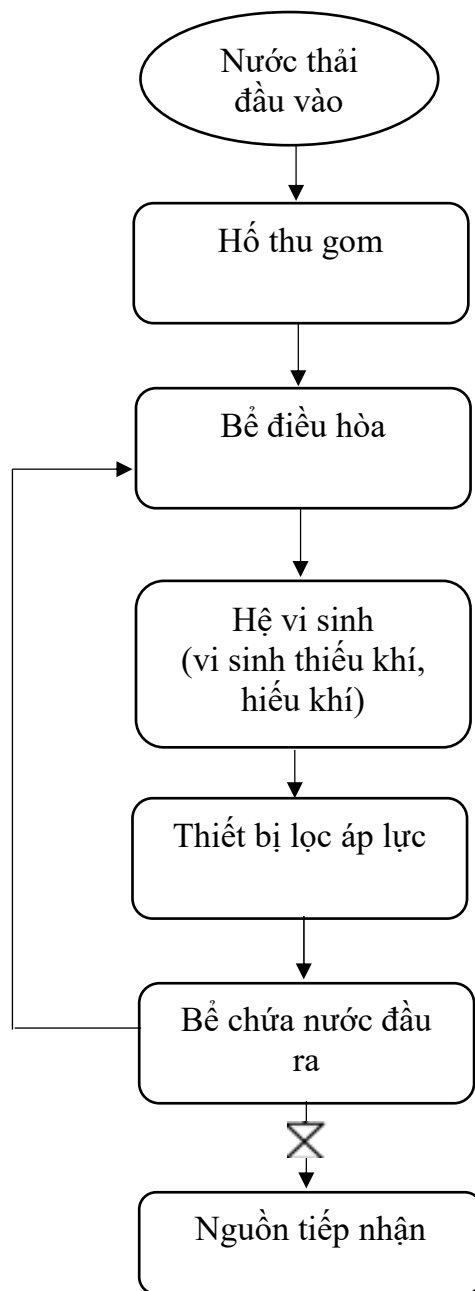 Nước thải
đầu vào
Hố thu gom
Bể điều hòa
Hệ vi sinh
(vi sinh thiếu khí,
hiếu khí)
Thiết bị lọc áp lực
Bể chứa nước đầu
ra
Nguồn tiếp nhận